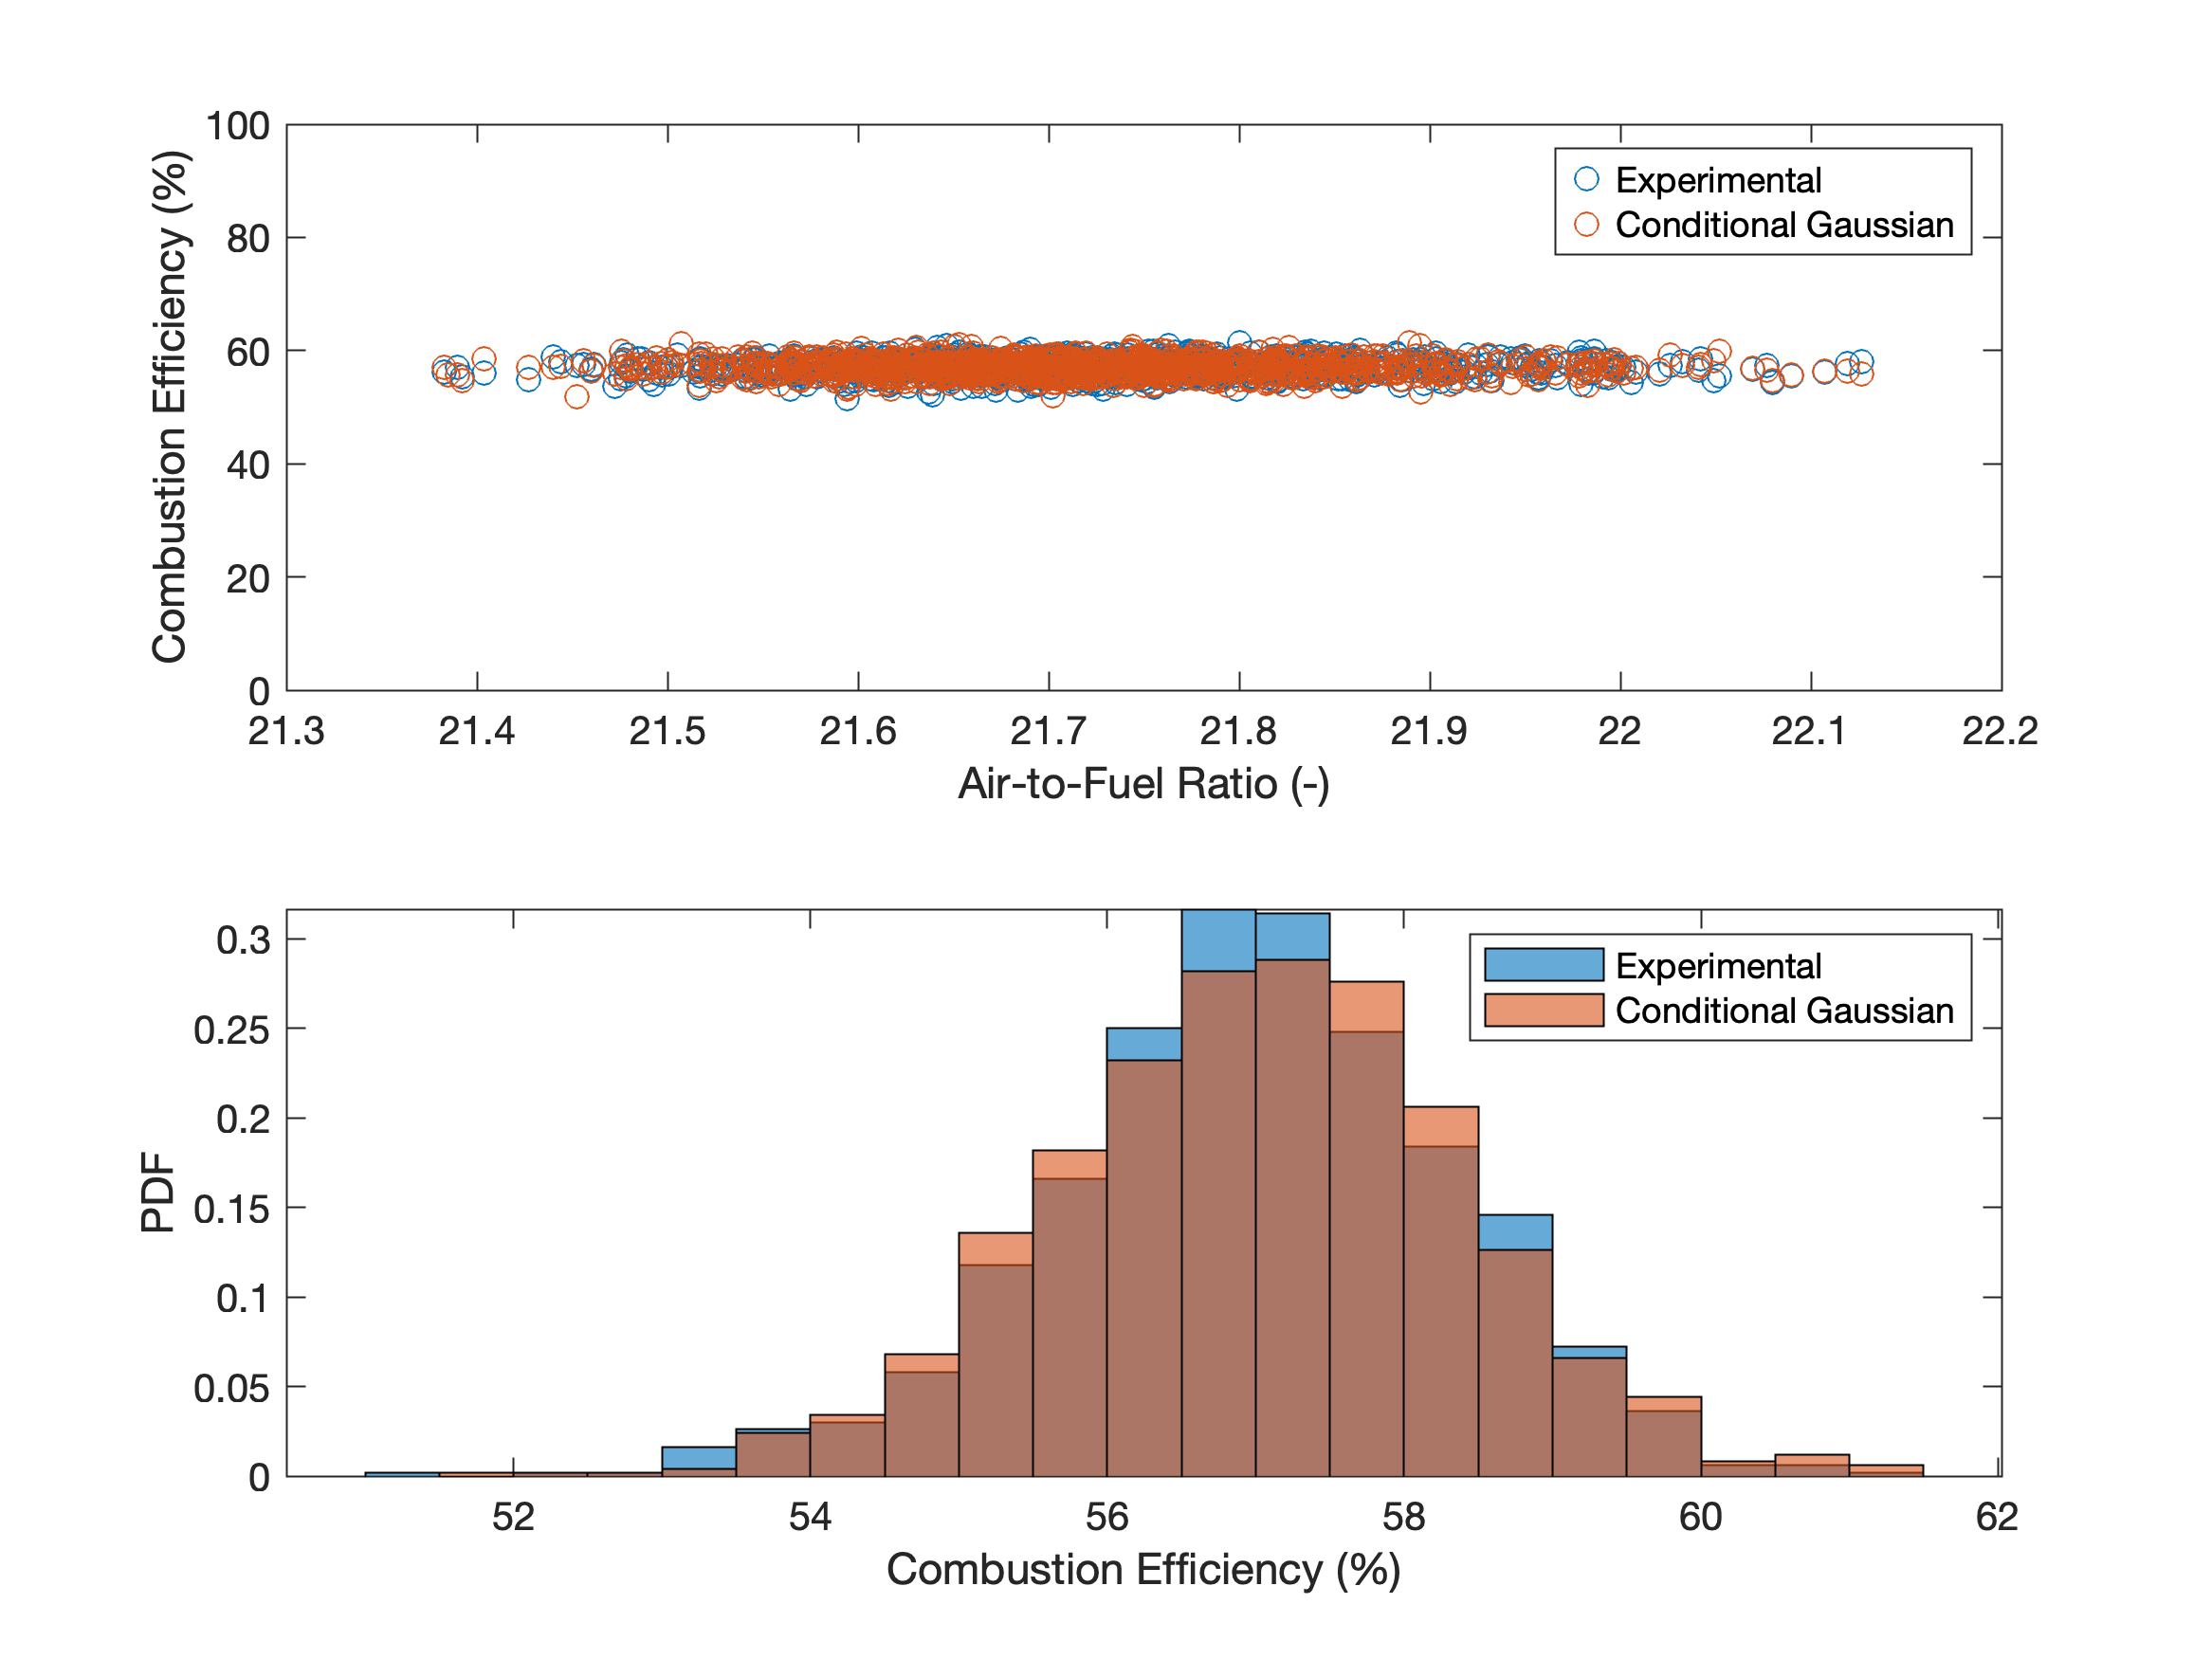 100
80
60
40
20
0
Combustion Efficiency (%)
Experimental
Conditional Gaussian
21.3 21.4 21.5 21.6 21.7 21.8 21.9 22 22.1 22.2
Air-to-Fuel Ratio (-)
0.3
0.25
0.2
0.15
0.1
0.05
0
PDF
Experimental
Conditional Gaussian
52 54 56 58 60 62
Combustion Efficiency (%)